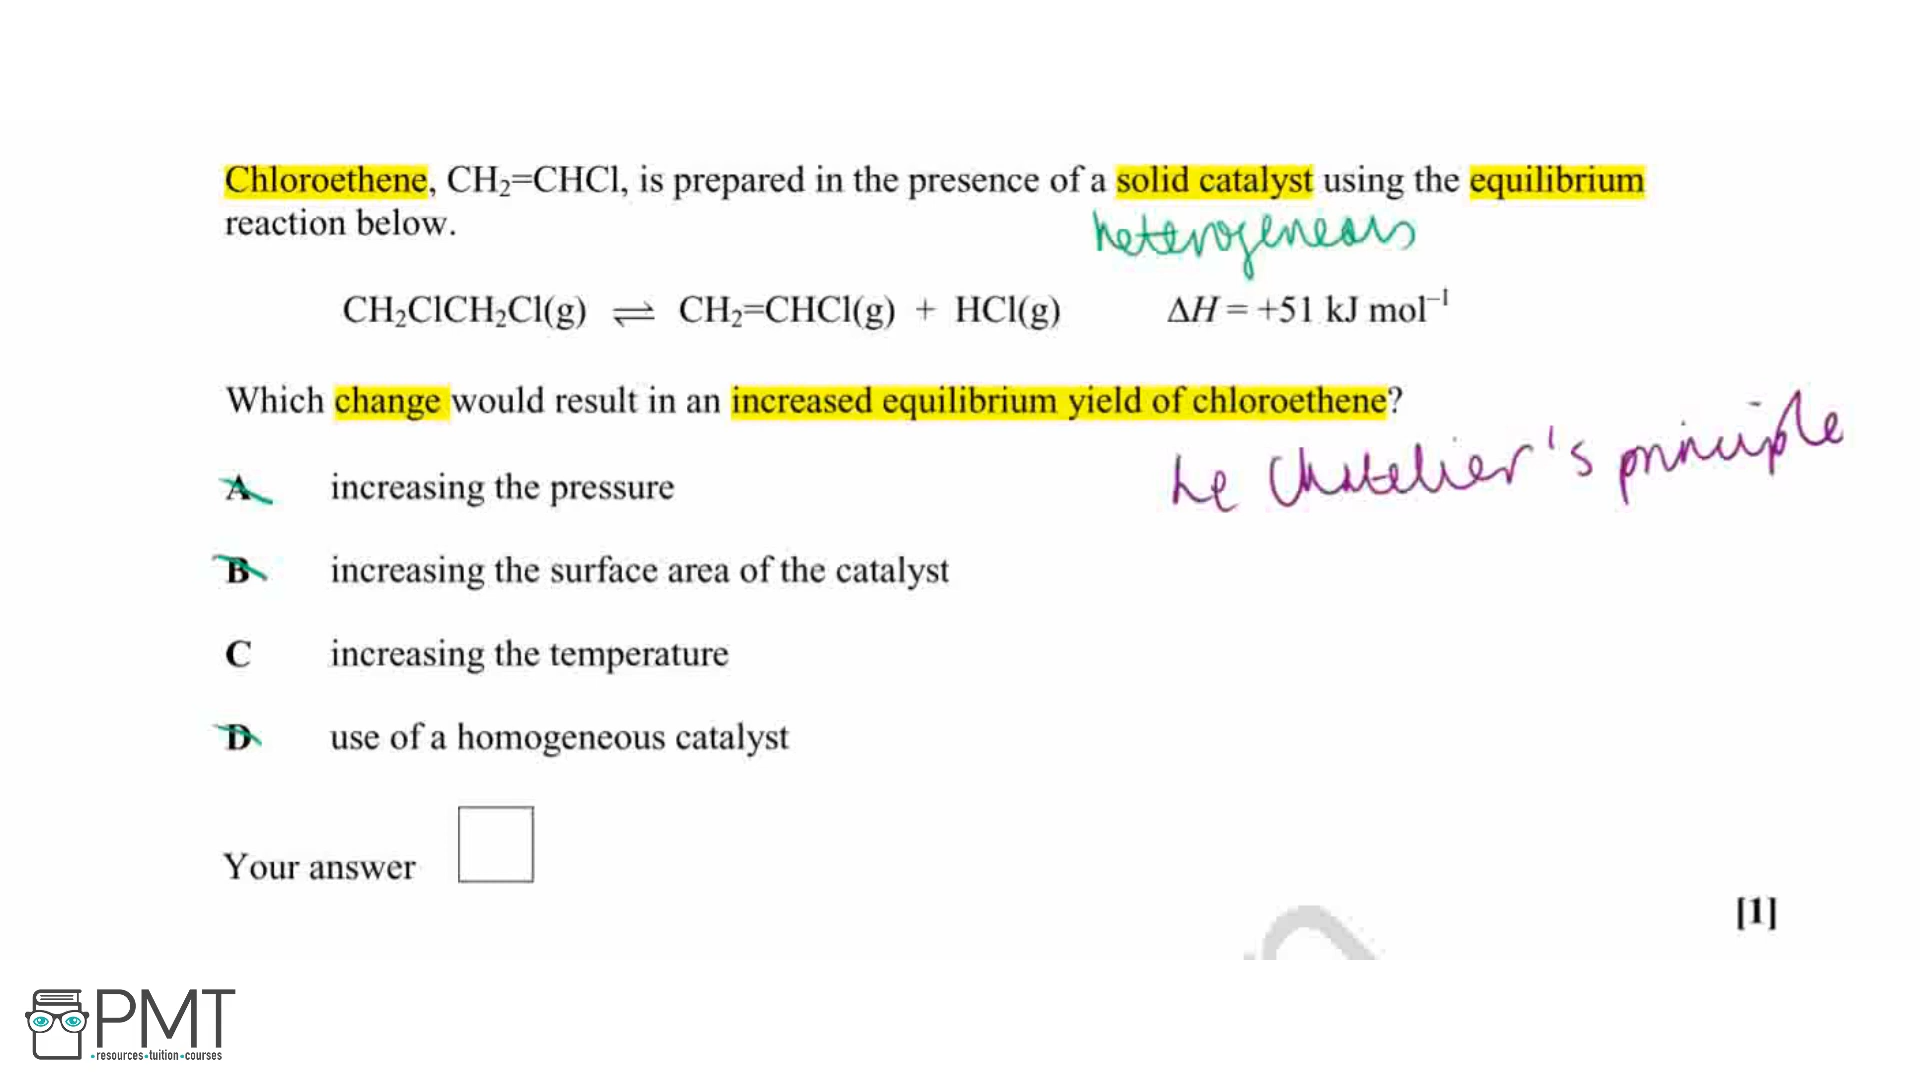 Chloroethene, CH₂=CHCl, is prepared in the presence of a solid catalyst using the equilibrium
reaction below.
heterogeneous
CH₂ClCH₂Cl(g) ⇌ CH₂=CHCl(g) + HCl(g) ΔH = +51 kJ mol⁻¹
Which change would result in an increased equilibrium yield of chloroethene?
Le Chatelier's principle
A increasing the pressure
B increasing the surface area of the catalyst
C increasing the temperature
D use of a homogeneous catalyst
Your answer
[1]
PMT
•resources•tuition•courses